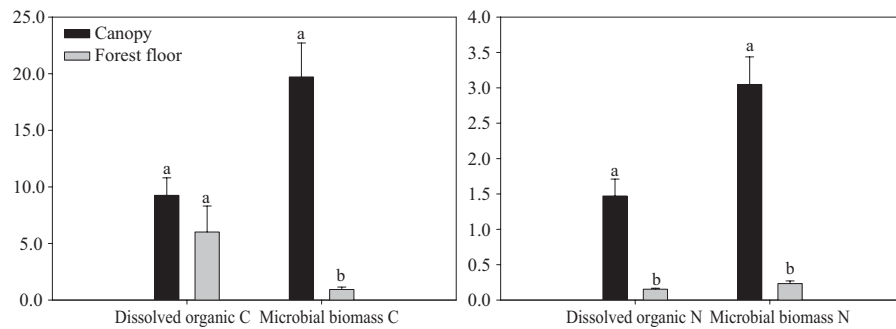 25.0
20.0
15.0
10.0
5.0
0.0
Canopy
Forest floor
a
a
a
b
Dissolved organic C Microbial biomass C
4.0
3.5
3.0
2.5
2.0
1.5
1.0
0.5
0.0
a
b
a
b
Dissolved organic N Microbial biomass N